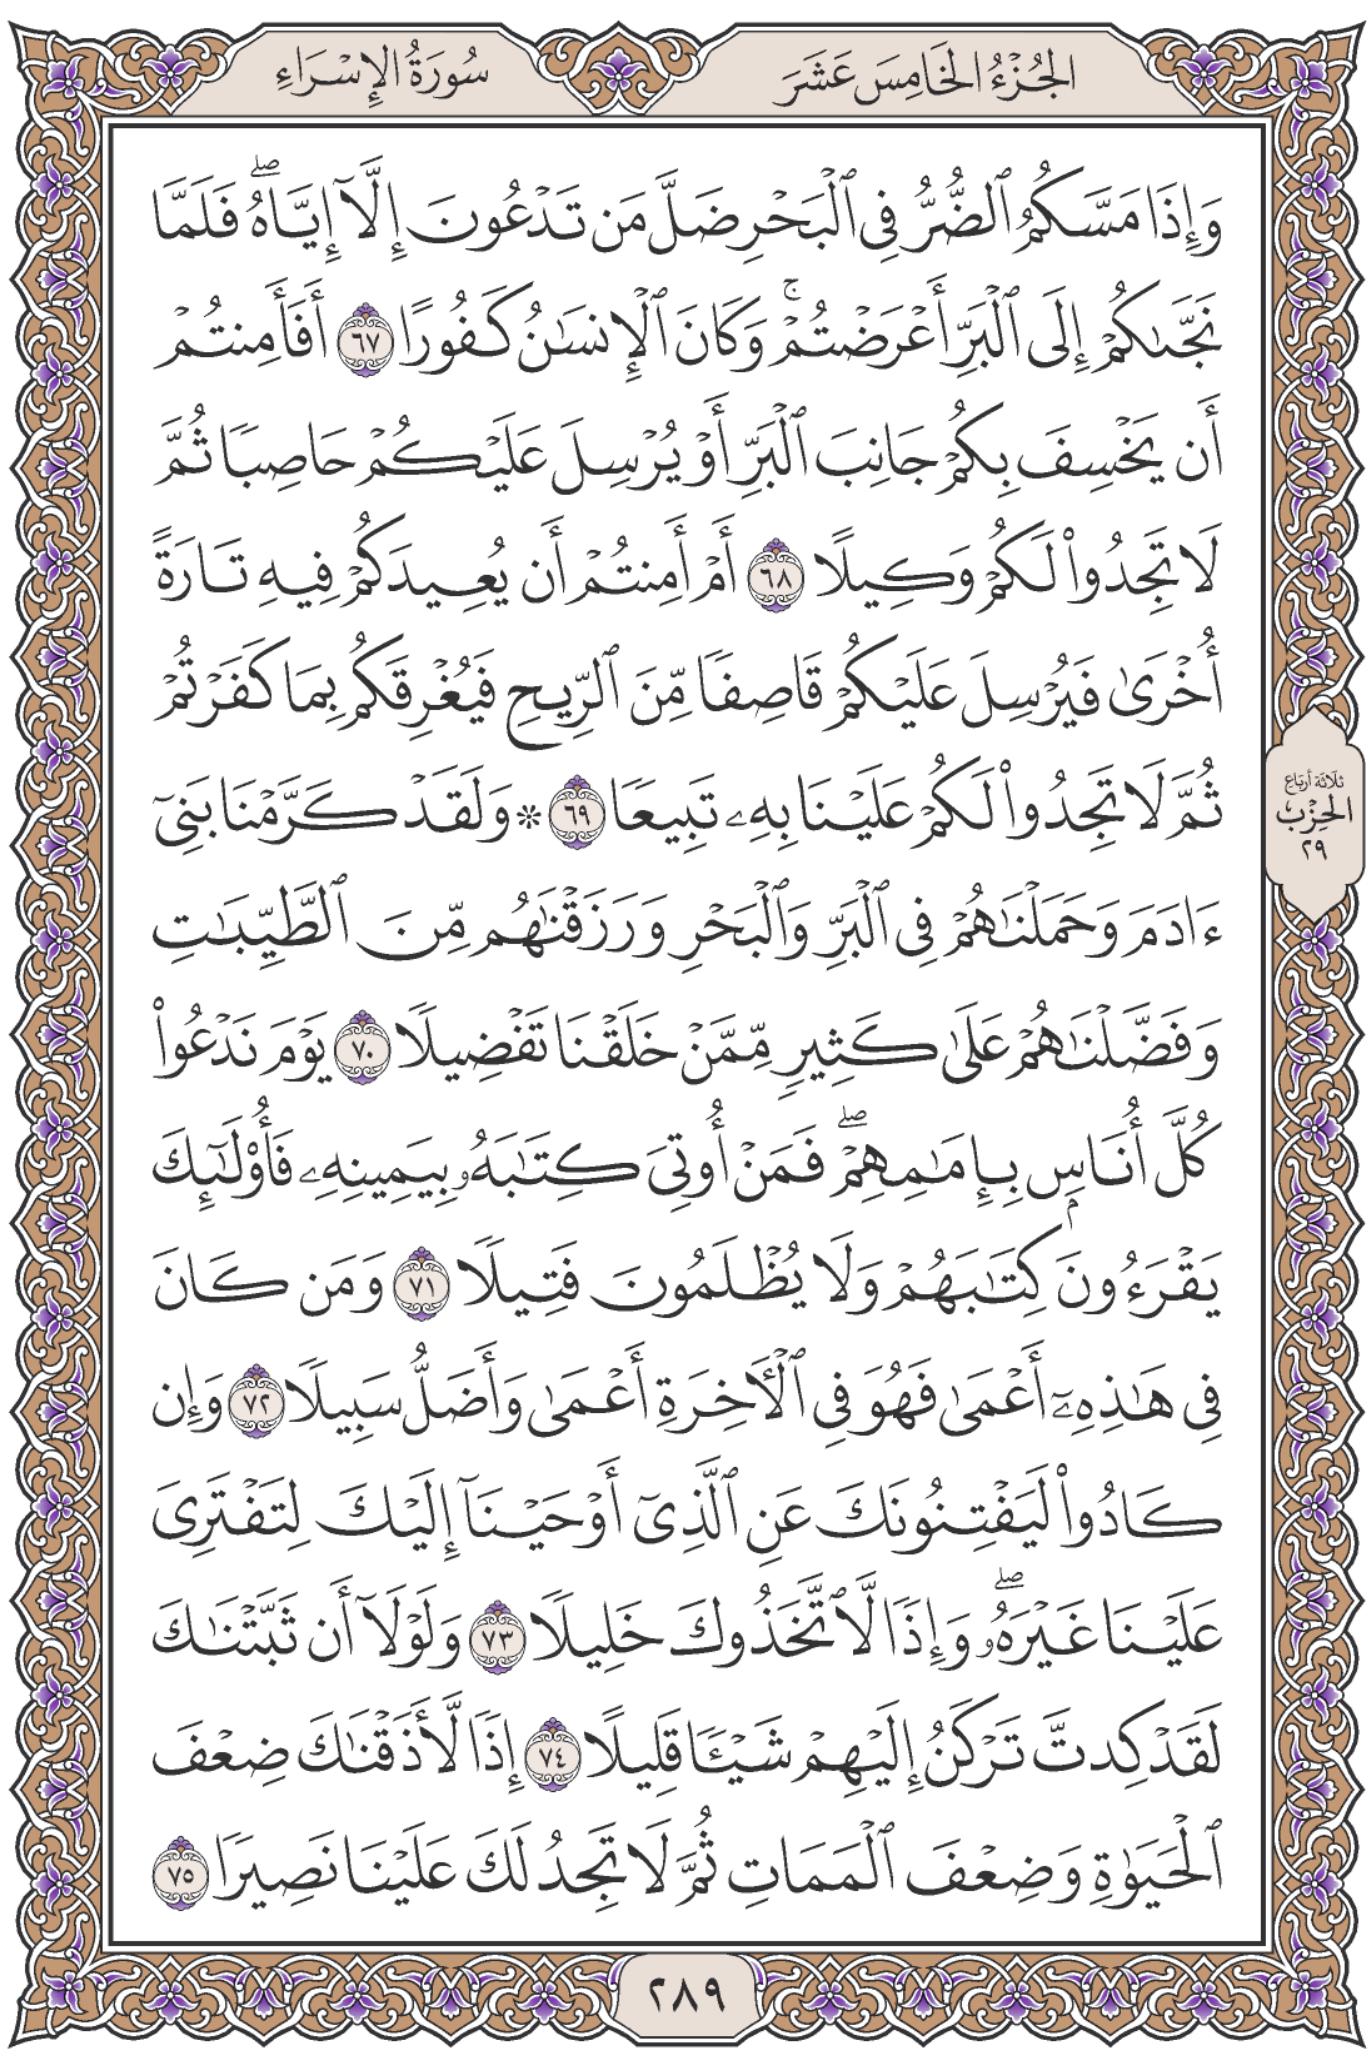 الجُزْءُ الخَامِسَ عَشَرَ
سُورَةُ الإِسْرَاءِ
وَإِذَا مَسَّكُمُ ٱلضُّرُّ فِى ٱلْبَحْرِ ضَلَّ مَن تَدْعُونَ إِلَّآ إِيَّاهُ ۖ فَلَمَّا
نَجَّىٰكُمْ إِلَى ٱلْبَرِّ أَعْرَضْتُمْ ۚ وَكَانَ ٱلْإِنسَٰنُ كَفُورًا ٦٧ أَفَأَمِنتُمْ
أَن يَخْسِفَ بِكُمْ جَانِبَ ٱلْبَرِّ أَوْ يُرْسِلَ عَلَيْكُمْ حَاصِبًا ثُمَّ
لَا تَجِدُوا۟ لَكُمْ وَكِيلًا ٦٨ أَمْ أَمِنتُمْ أَن يُعِيدَكُمْ فِيهِ تَارَةً
أُخْرَىٰ فَيُرْسِلَ عَلَيْكُمْ قَاصِفًا مِّنَ ٱلرِّيحِ فَيُغْرِقَكُم بِمَا كَفَرْتُمْ
ثُمَّ لَا تَجِدُوا۟ لَكُمْ عَلَيْنَا بِهِۦ تَبِيعًا ٦٩ ۞ وَلَقَدْ كَرَّمْنَا بَنِىٓ
ثلاثة أرباع
الحِزْب
٢٩
ءَادَمَ وَحَمَلْنَٰهُمْ فِى ٱلْبَرِّ وَٱلْبَحْرِ وَرَزَقْنَٰهُم مِّنَ ٱلطَّيِّبَٰتِ
وَفَضَّلْنَٰهُمْ عَلَىٰ كَثِيرٍ مِّمَّنْ خَلَقْنَا تَفْضِيلًا ٧٠ يَوْمَ نَدْعُوا۟
كُلَّ أُنَاسٍۭ بِإِمَٰمِهِمْ ۖ فَمَنْ أُوتِىَ كِتَٰبَهُۥ بِيَمِينِهِۦ فَأُو۟لَٰٓئِكَ
يَقْرَءُونَ كِتَٰبَهُمْ وَلَا يُظْلَمُونَ فَتِيلًا ٧١ وَمَن كَانَ
فِى هَٰذِهِۦٓ أَعْمَىٰ فَهُوَ فِى ٱلْـَٔاخِرَةِ أَعْمَىٰ وَأَضَلُّ سَبِيلًا ٧٢ وَإِن
كَادُوا۟ لَيَفْتِنُونَكَ عَنِ ٱلَّذِىٓ أَوْحَيْنَآ إِلَيْكَ لِتَفْتَرِىَ
عَلَيْنَا غَيْرَهُۥ ۖ وَإِذًا لَّٱتَّخَذُوكَ خَلِيلًا ٧٣ وَلَوْلَآ أَن ثَبَّتْنَٰكَ
لَقَدْ كِدتَّ تَرْكَنُ إِلَيْهِمْ شَيْـًٔا قَلِيلًا ٧٤ إِذًا لَّأَذَقْنَٰكَ ضِعْفَ
ٱلْحَيَوٰةِ وَضِعْفَ ٱلْمَمَاتِ ثُمَّ لَا تَجِدُ لَكَ عَلَيْنَا نَصِيرًا ٧٥
٢٨٩